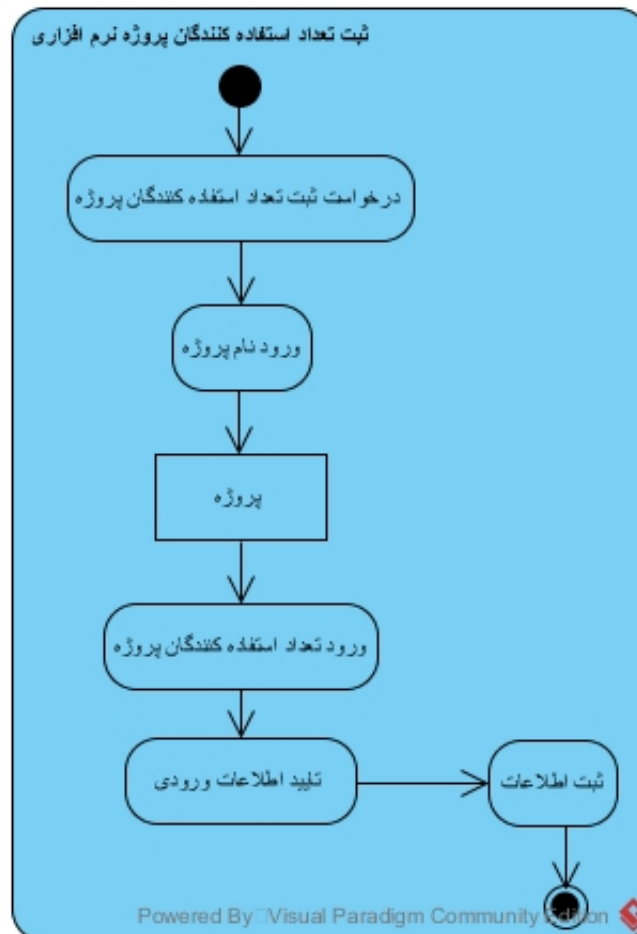 ثبت تعداد استفاده کنندگان پروژه نرم افزاری
درخواست ثبت تعداد استفاده کنندگان پروژه
ورود نام پروژه
پروژه
ورود تعداد استفاده کنندگان پروژه
تایید اطلاعات ورودی
ثبت اطلاعات
Powered By Visual Paradigm Community Edition